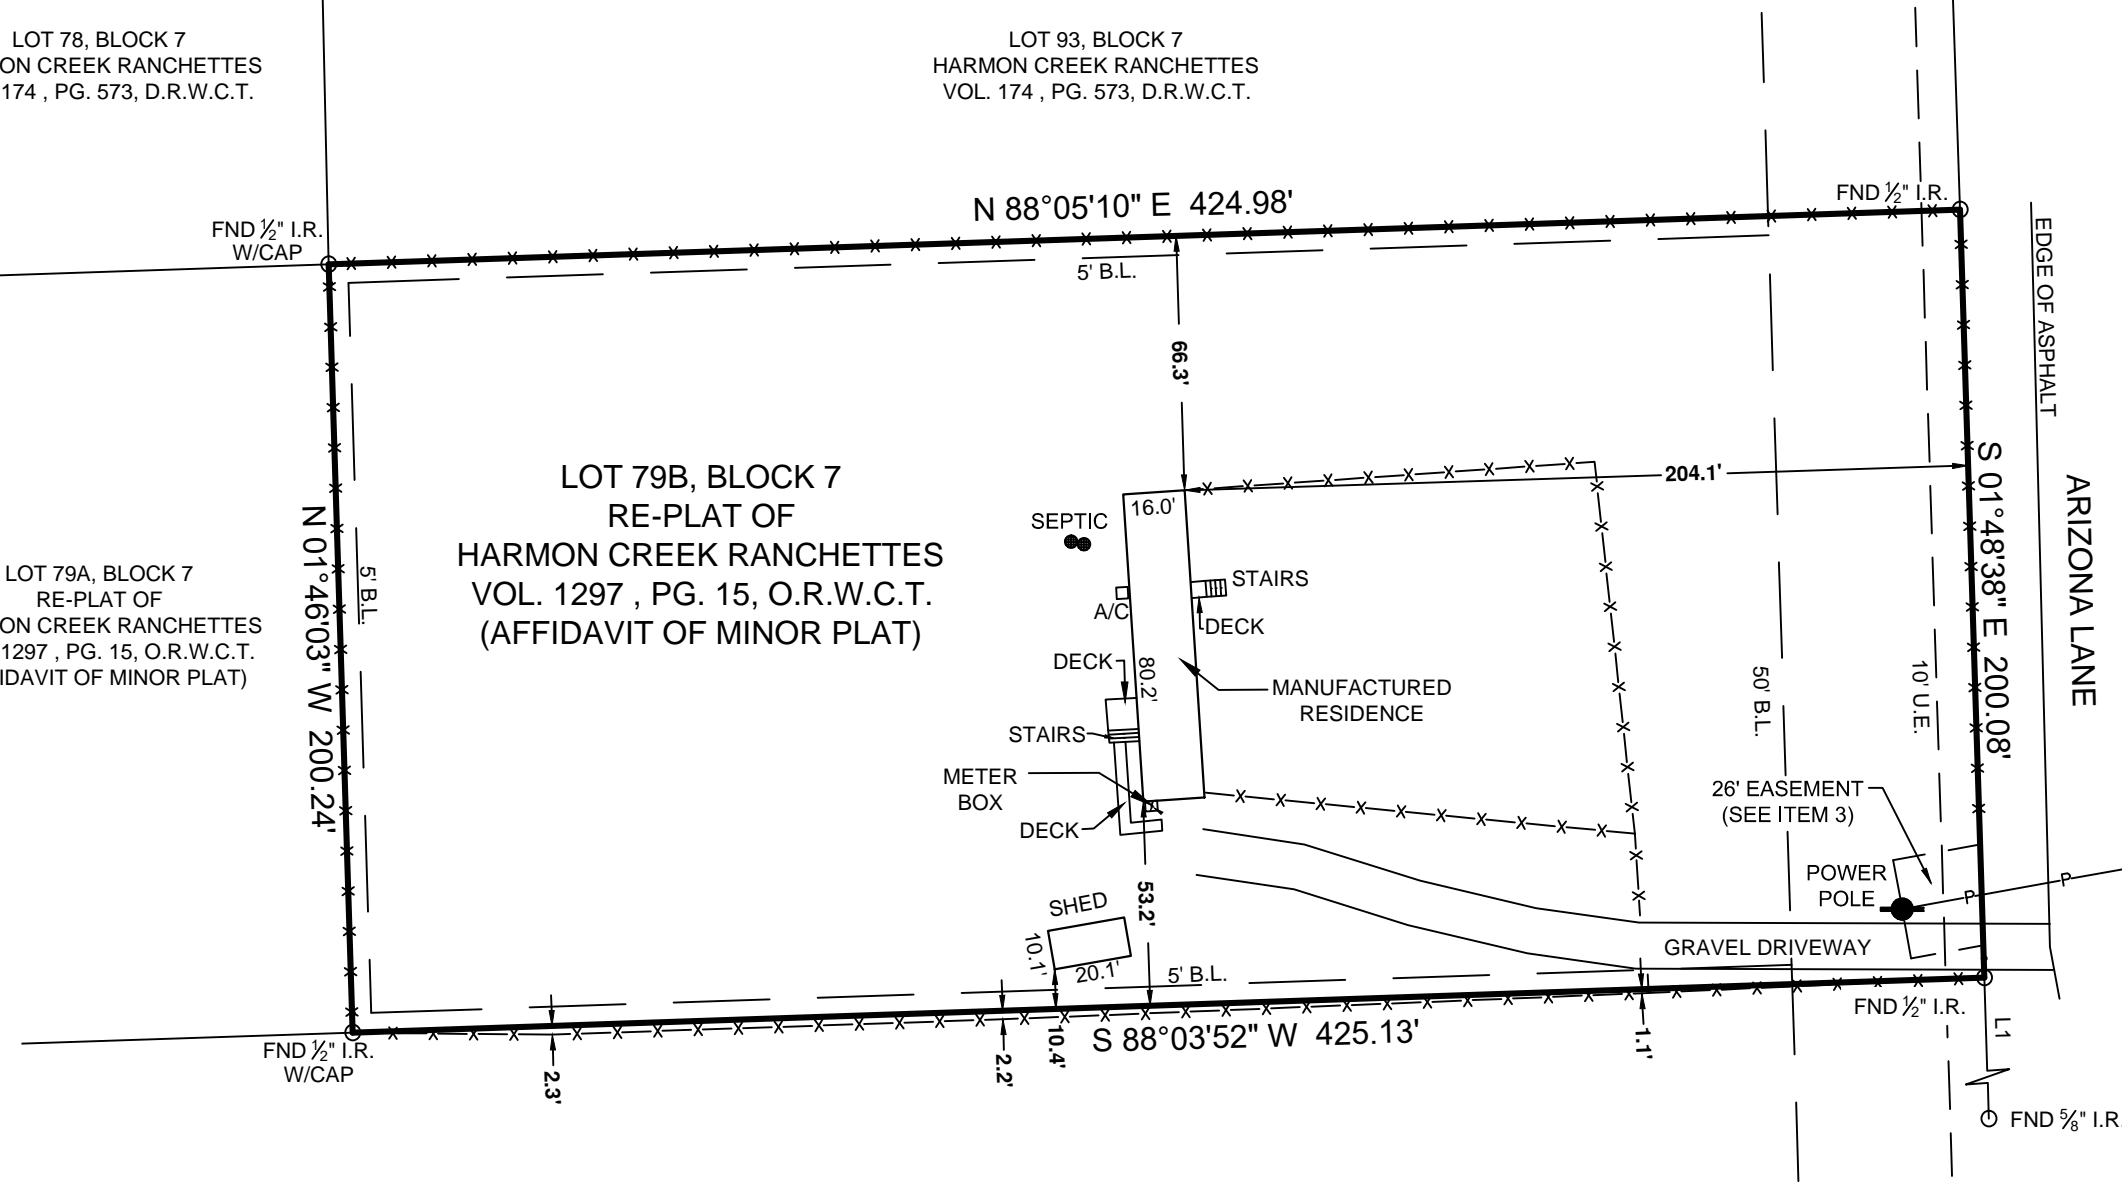 LOT 78, BLOCK 7
ON CREEK RANCHETTES
174 , PG. 573, D.R.W.C.T.
LOT 93, BLOCK 7
HARMON CREEK RANCHETTES
VOL. 174 , PG. 573, D.R.W.C.T.
N 88°05'10" E 424.98'
FND ½" I.R.
FND ½" I.R.
W/CAP
5' B.L.
EDGE OF ASPHALT
66.3'
204.1'
S 01°48'38" E 200.08'
ARIZONA LANE
LOT 79B, BLOCK 7
RE-PLAT OF
HARMON CREEK RANCHETTES
VOL. 1297 , PG. 15, O.R.W.C.T.
(AFFIDAVIT OF MINOR PLAT)
16.0'
SEPTIC
STAIRS
A/C
DECK
N 01°46'03" W 200.24'
5' B.L.
LOT 79A, BLOCK 7
RE-PLAT OF
ON CREEK RANCHETTES
1297 , PG. 15, O.R.W.C.T.
IDAVIT OF MINOR PLAT)
DECK
80.2'
MANUFACTURED
RESIDENCE
50' B.L.
10' U.E.
STAIRS
METER
BOX
DECK
26' EASEMENT
(SEE ITEM 3)
POWER
POLE
P
P
53.2'
SHED
10.1'
20.1'
5' B.L.
GRAVEL DRIVEWAY
FND ½" I.R.
L1
S 88°03'52" W 425.13'
10.4'
1.1'
2.2'
2.3'
FND ½" I.R.
W/CAP
FND ⅝" I.R.